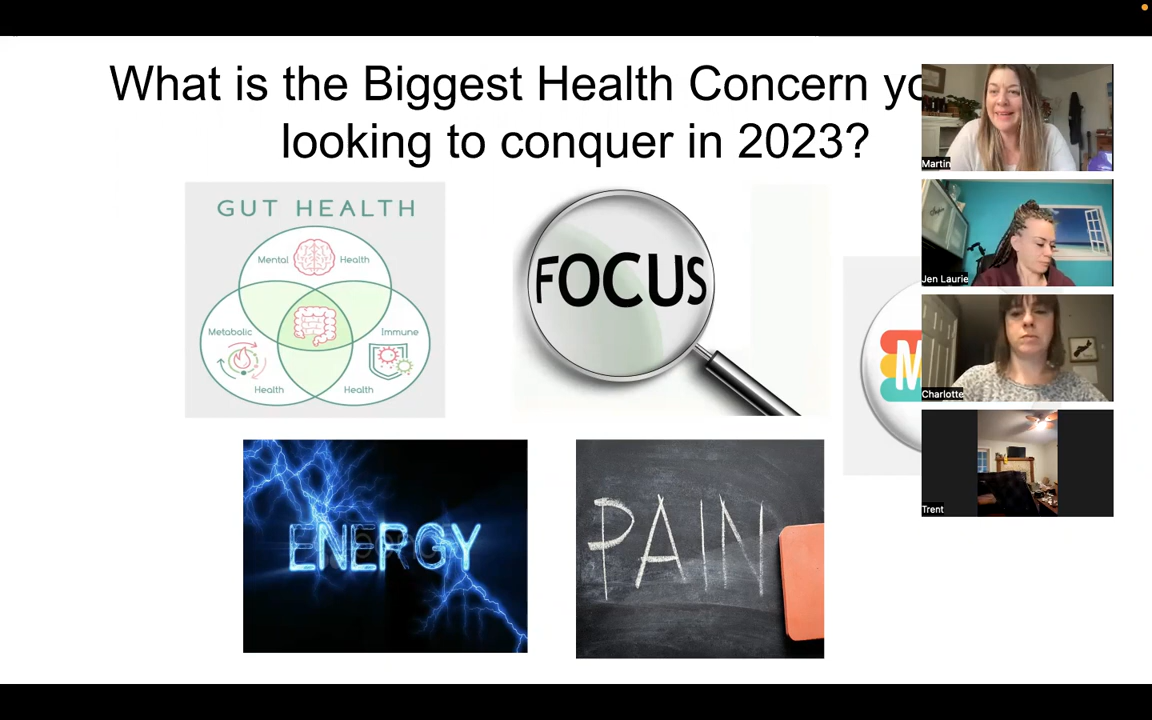 What is the Biggest Health Concern yo
looking to conquer in 2023?
GUT HEALTH
Mental Health
Metabolic Immune
Health Health
FOCUS
M
ENERGY
PAIN
Martin
Jen Laurie
Charlotte
Trent